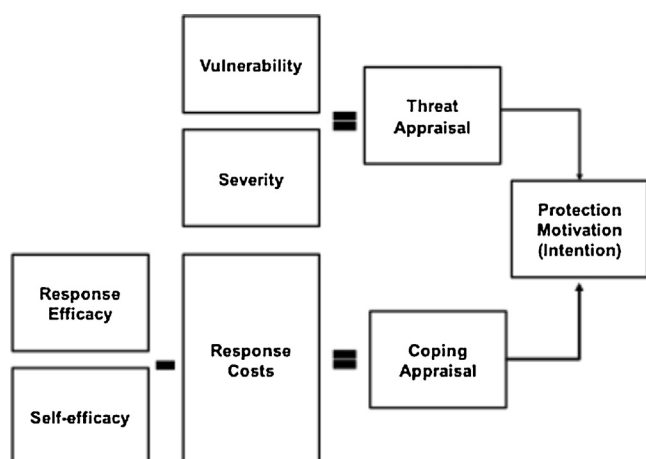 Vulnerability
Severity
Threat
Appraisal
Protection
Motivation
(Intention)
Response
Efficacy
Self-efficacy
Response
Costs
Coping
Appraisal